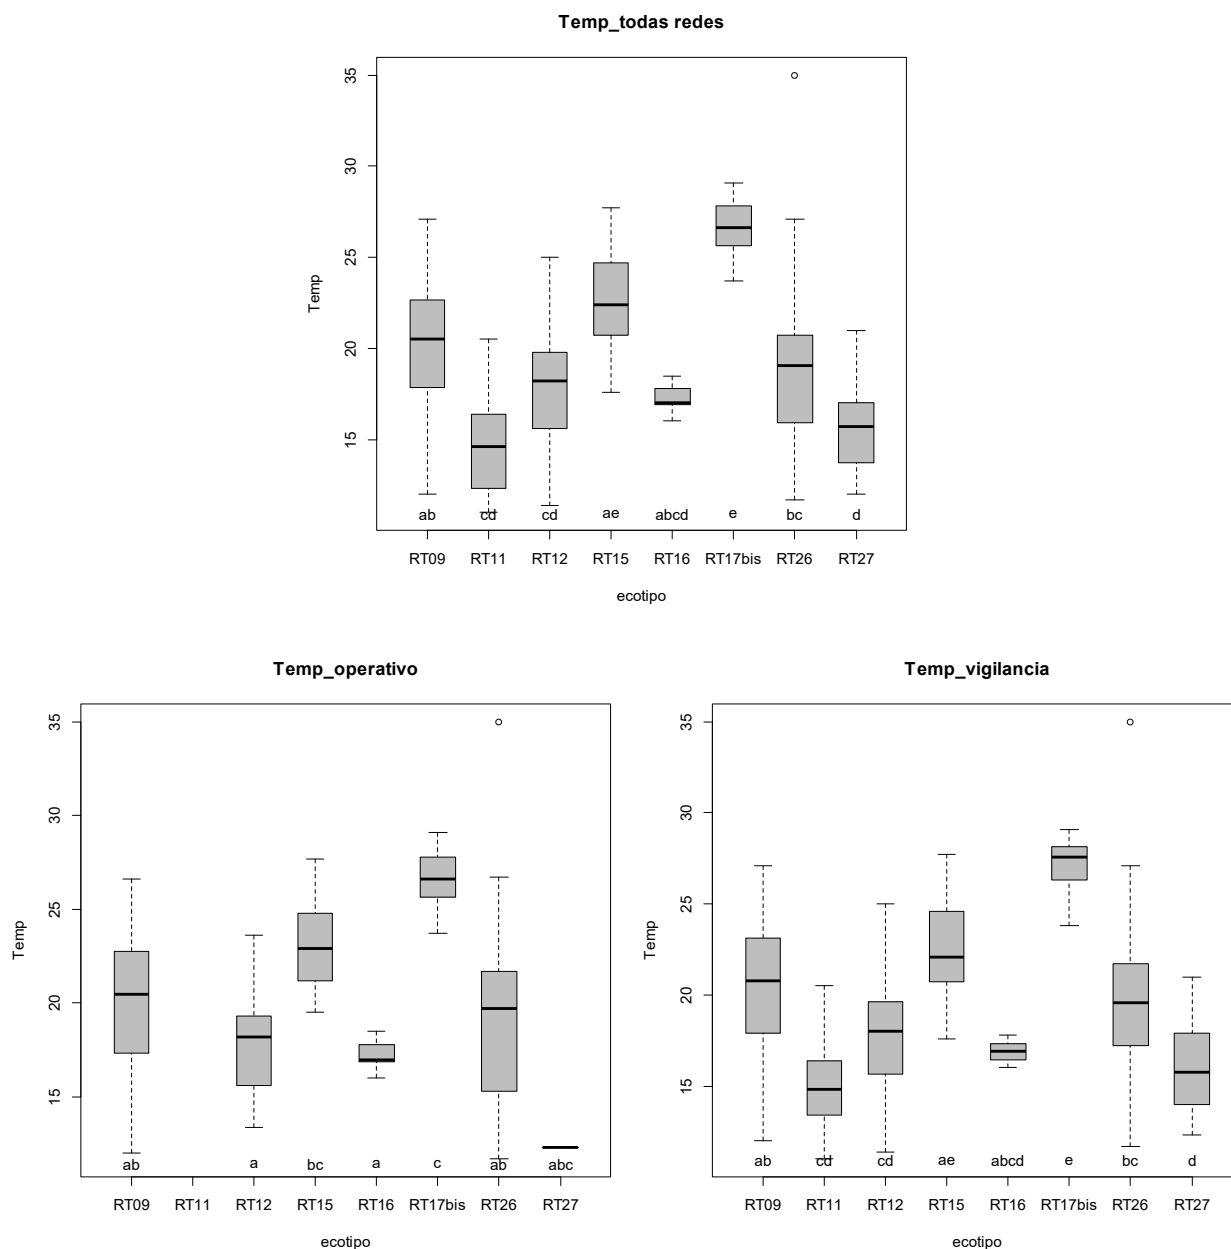 Temp_todas redes
35
30
25
20
15
Temp
ab cd cd ae abcd e bc d
RT09 RT11 RT12 RT15 RT16 RT17bis RT26 RT27
ecotipo
Temp_operativo
35
30
25
20
15
Temp
ab a bc a c ab abc
RT09 RT11 RT12 RT15 RT16 RT17bis RT26 RT27
ecotipo
Temp_vigilancia
35
30
25
20
15
Temp
ab cd cd ae abcd e bc d
RT09 RT11 RT12 RT15 RT16 RT17bis RT26 RT27
ecotipo